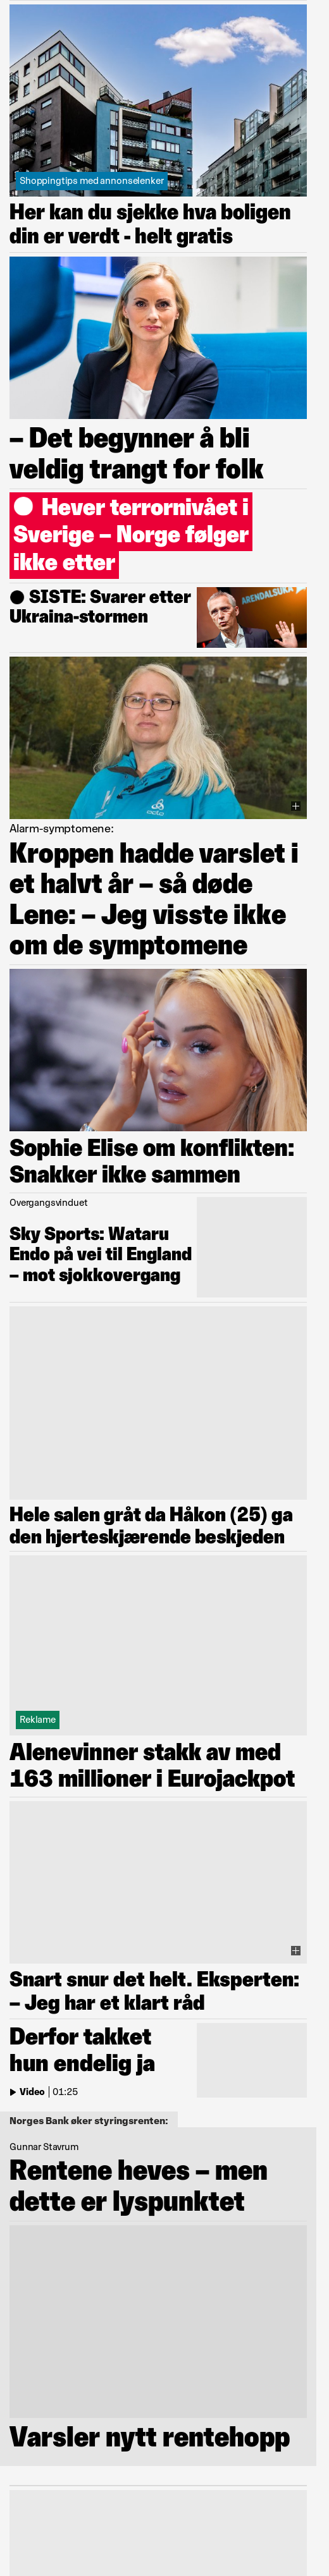 Shoppingtips med annonselenker
Her kan du sjekke hva boligen
din er verdt - helt gratis
– Det begynner å bli
veldig trangt for folk
Hever terrornivået i
Sverige – Norge følger
ikke etter
SISTE: Svarer etter
Ukraina-stormen
ARENDALSUKA
Alarm-symptomene:
Kroppen hadde varslet i
et halvt år – så døde
Lene: – Jeg visste ikke
om de symptomene
Sophie Elise om konflikten:
Snakker ikke sammen
Overgangsvinduet
Sky Sports: Wataru
Endo på vei til England
– mot sjokkovergang
Hele salen gråt da Håkon (25) ga
den hjerteskjærende beskjeden
Reklame
Alenevinner stakk av med
163 millioner i Eurojackpot
Snart snur det helt. Eksperten:
– Jeg har et klart råd
Derfor takket
hun endelig ja
Video 01:25
Norges Bank øker styringsrenten:
Gunnar Stavrum
Rentene heves – men
dette er lyspunktet
Varsler nytt rentehopp